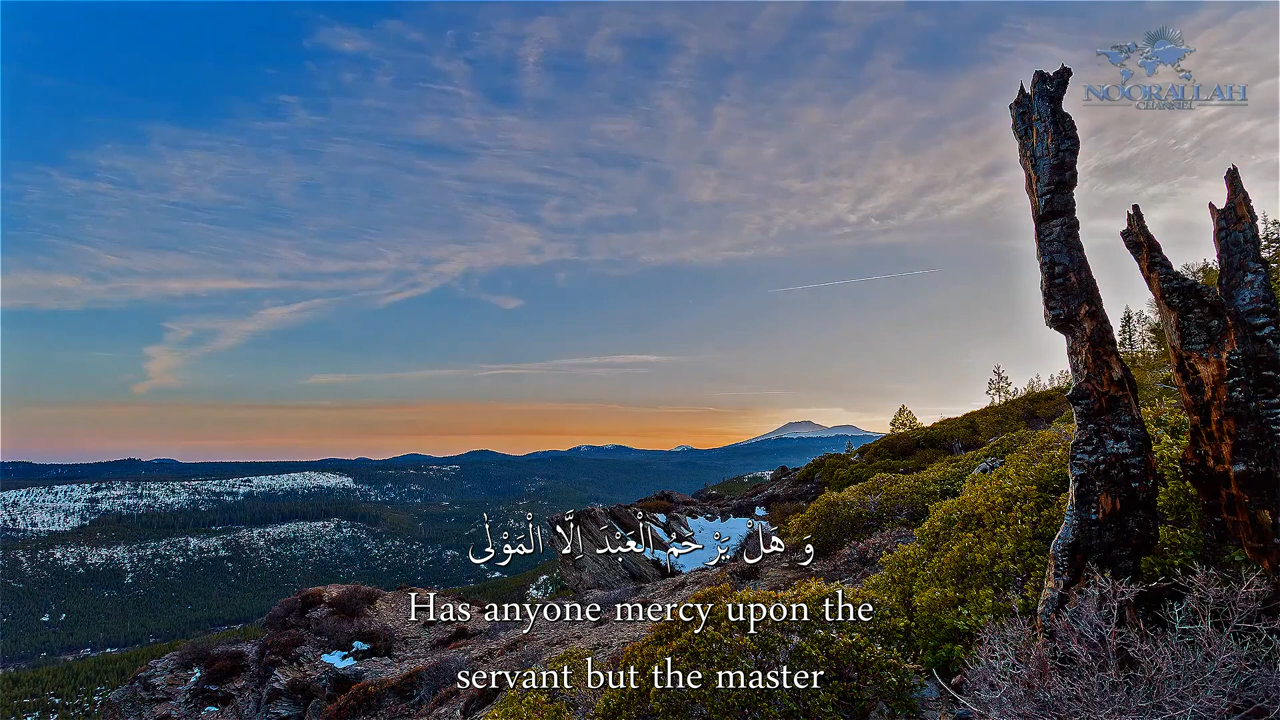 NOORALLAH
CHANNEL
وَ هَلْ يَرْحَمُ الْعَبْدَ اِلَّا الْمَوْلٰى
Has anyone mercy upon the
servant but the master